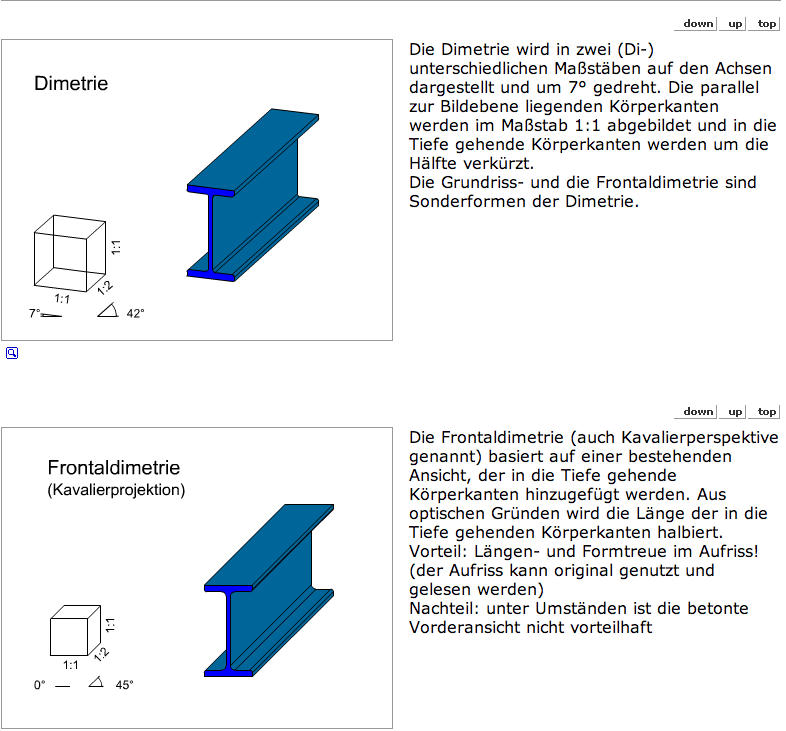 down up top
Dimetrie
1:1
1:2
1:1
7°
42°
Die Dimetrie wird in zwei (Di-)
unterschiedlichen Maßstäben auf den Achsen
dargestellt und um 7º gedreht. Die parallel
zur Bildebene liegenden Körperkanten
werden im Maßstab 1:1 abgebildet und in die
Tiefe gehende Körperkanten werden um die
Hälfte verkürzt.
Die Grundriss- und die Frontaldimetrie sind
Sonderformen der Dimetrie.
down up top
Frontaldimetrie
(Kavalierprojektion)
1:1
1:2
1:1
0°
45°
Die Frontaldimetrie (auch Kavalierperspektive
genannt) basiert auf einer bestehenden
Ansicht, der in die Tiefe gehende
Körperkanten hinzugefügt werden. Aus
optischen Gründen wird die Länge der in die
Tiefe gehenden Körperkanten halbiert.
Vorteil: Längen- und Formtreue im Aufriss!
(der Aufriss kann original genutzt und
gelesen werden)
Nachteil: unter Umständen ist die betonte
Vorderansicht nicht vorteilhaft